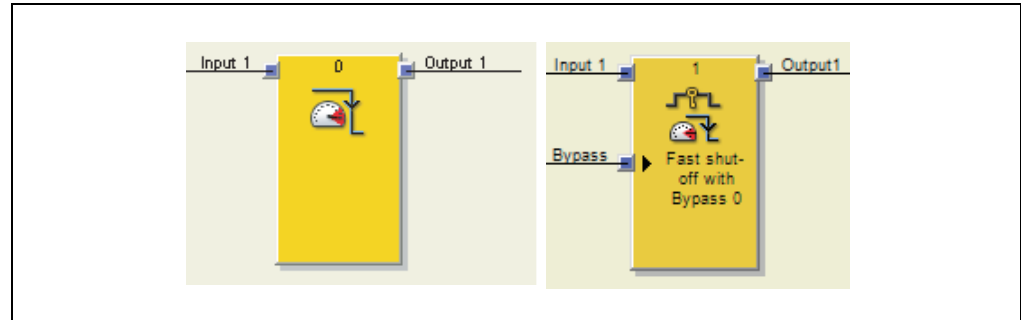 Input 1
0
Output 1
Input 1
1
Output1
Bypass
Fast shut-
off with
Bypass 0